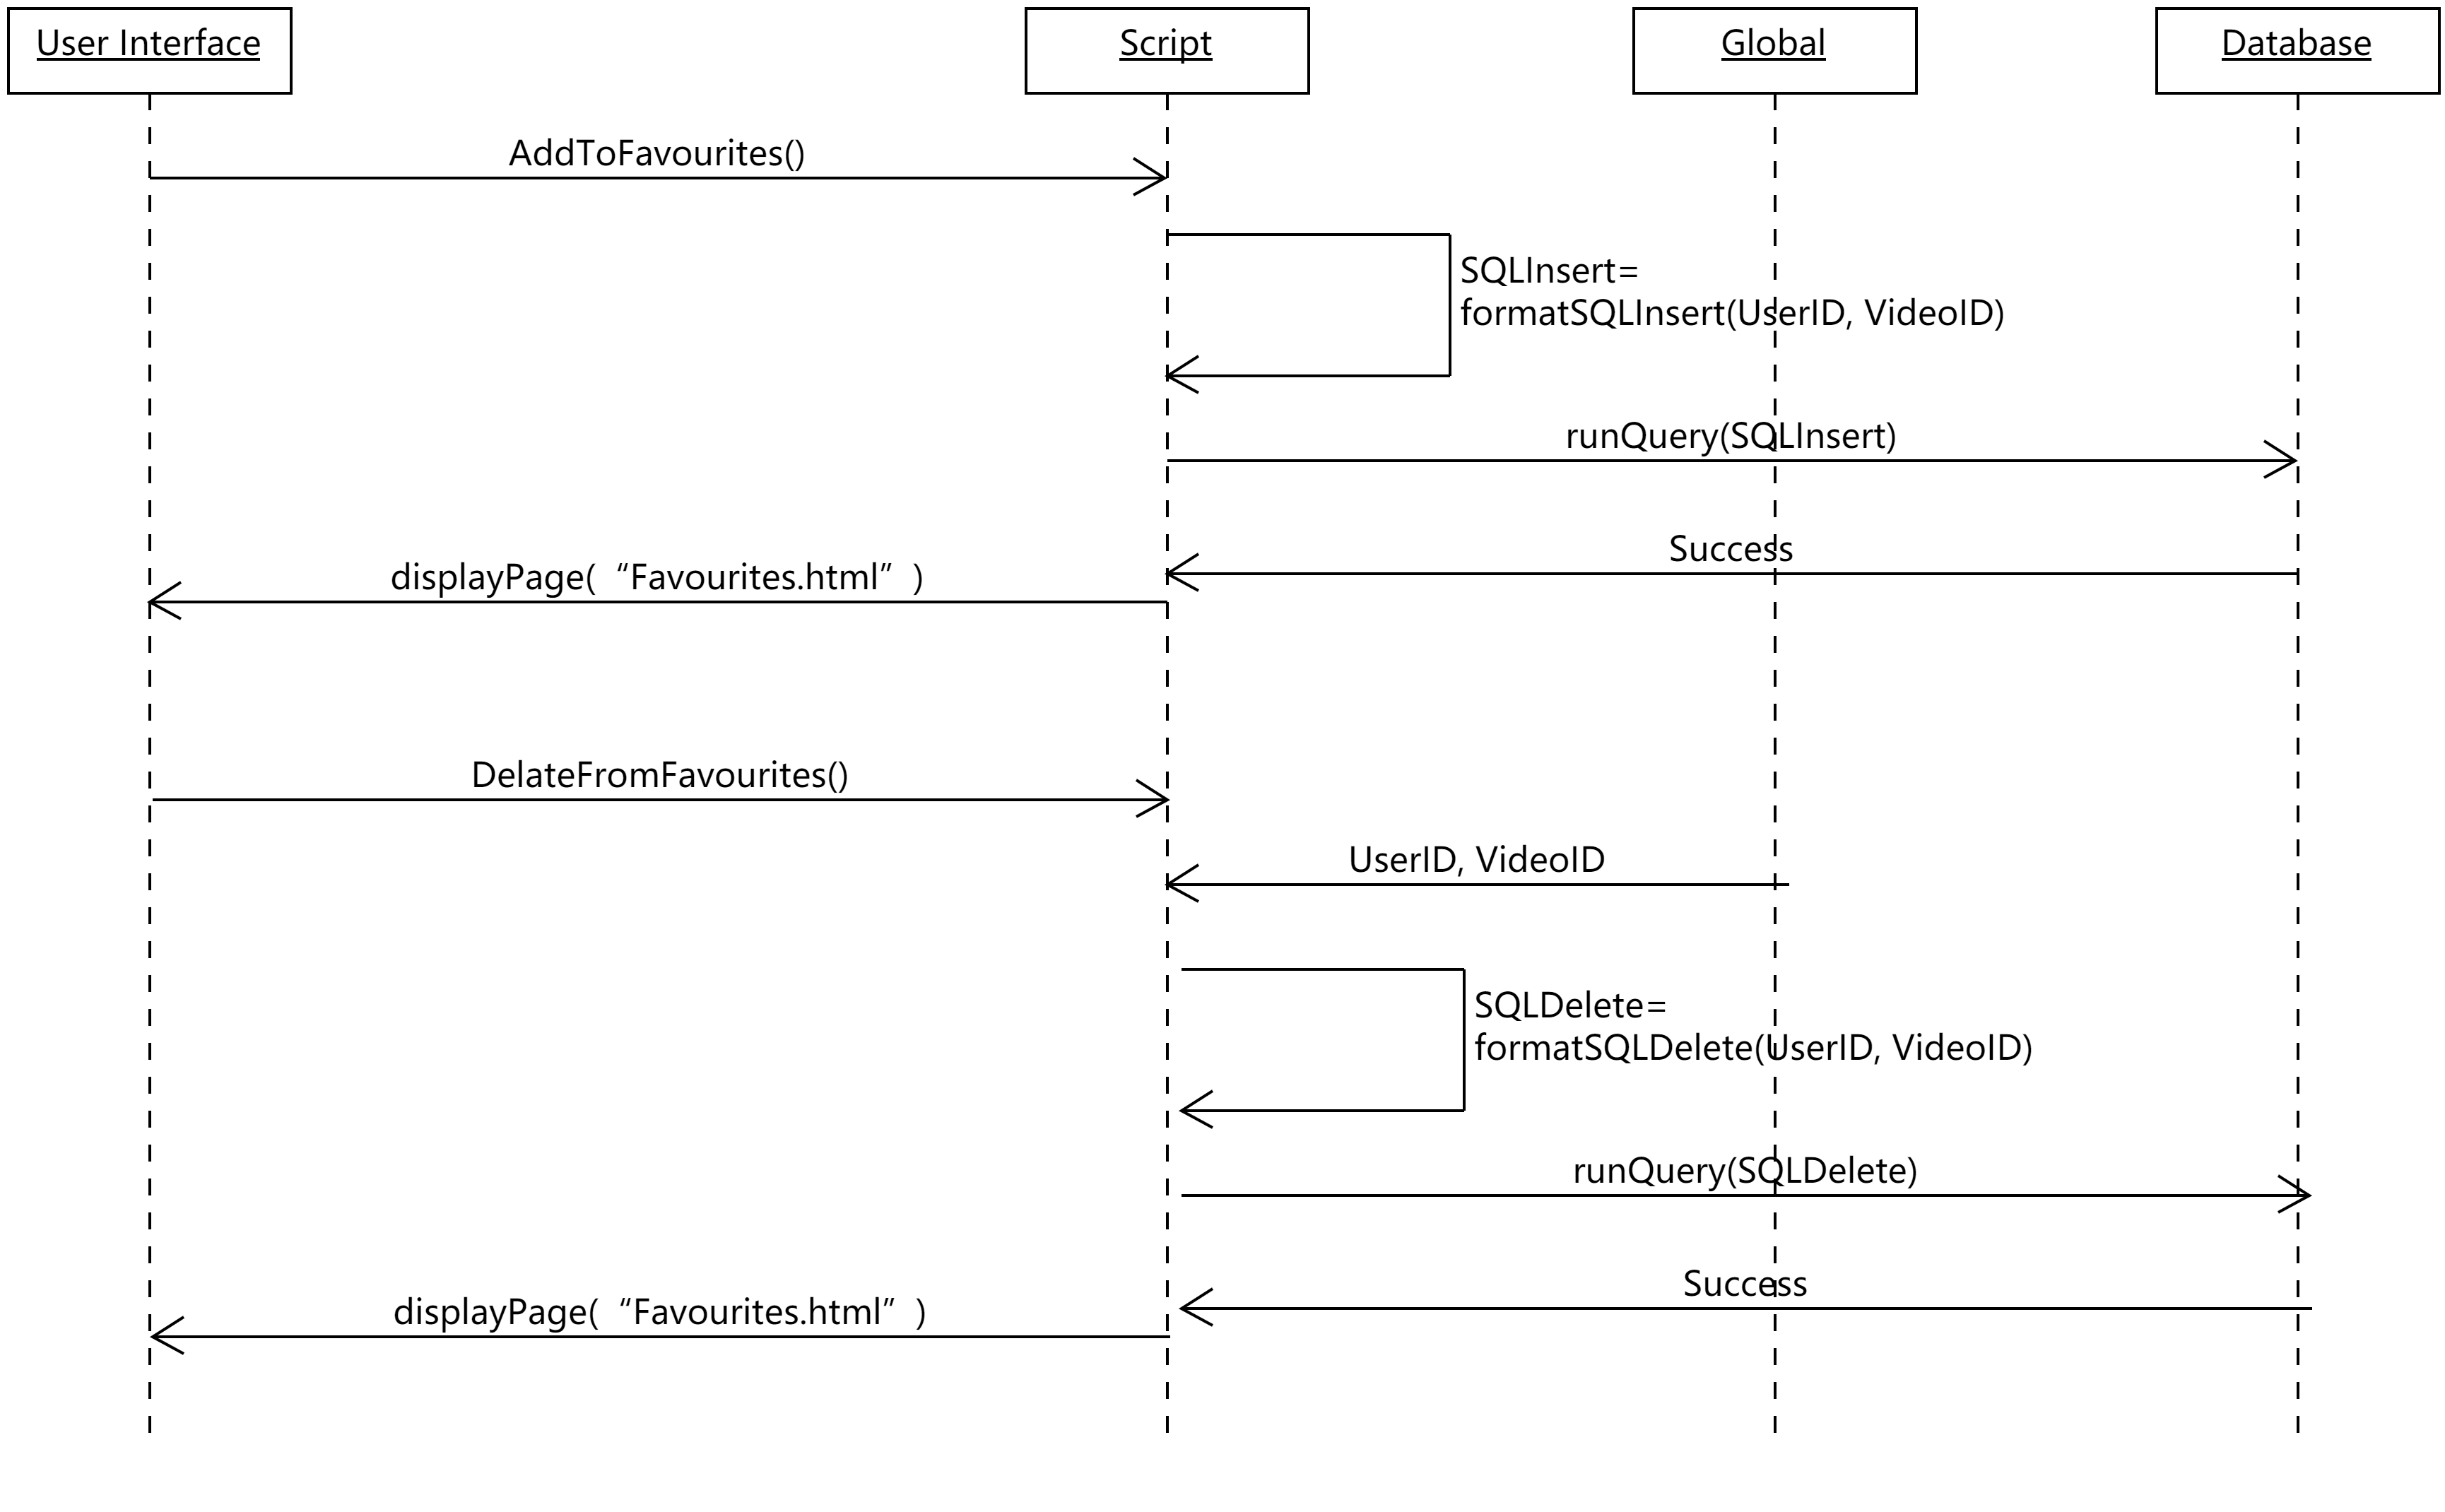 User Interface
Script
Global
Database
AddToFavourites()
SQLInsert=
formatSQLInsert(UserID, VideoID)
runQuery(SQLInsert)
Success
displayPage( “Favourites.html” )
DelateFromFavourites()
UserID, VideoID
SQLDelete=
formatSQLDelete(UserID, VideoID)
runQuery(SQLDelete)
Success
displayPage( “Favourites.html” )